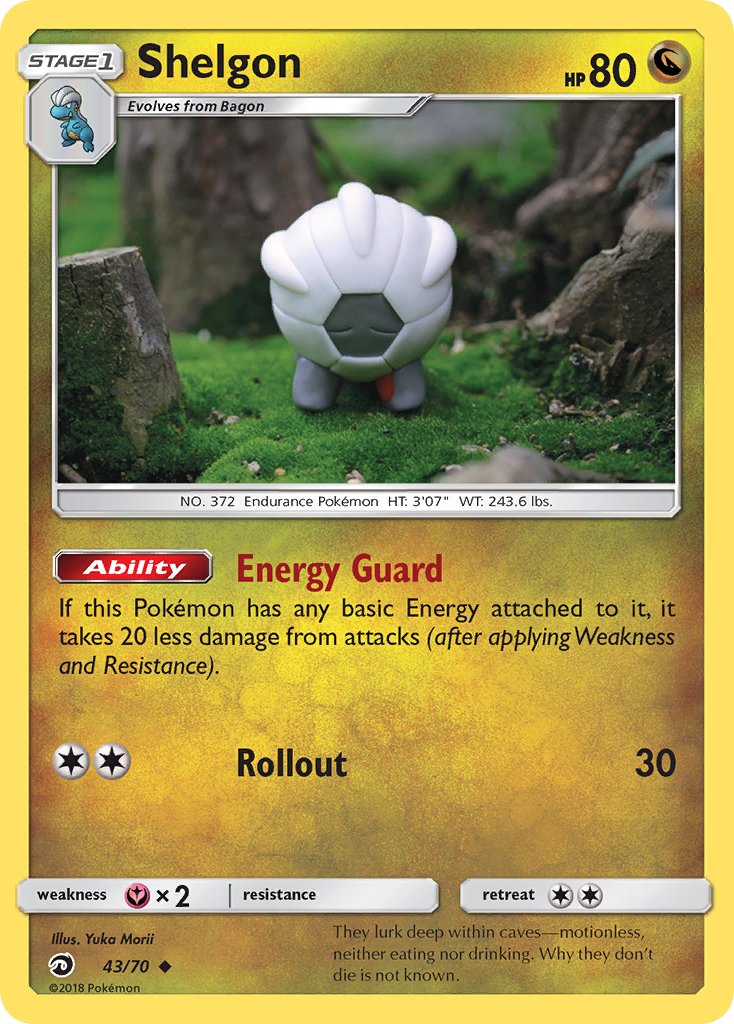 STAGE1
Shelgon
HP 80
Evolves from Bagon
NO. 372 Endurance Pokémon HT: 3'07" WT: 243.6 lbs.
Ability Energy Guard
If this Pokémon has any basic Energy attached to it, it
takes 20 less damage from attacks (after applying Weakness
and Resistance).
Rollout 30
weakness ×2 resistance retreat
Illus. Yuka Morii
43/70
©2018 Pokémon
They lurk deep within caves—motionless,
neither eating nor drinking. Why they don't
die is not known.